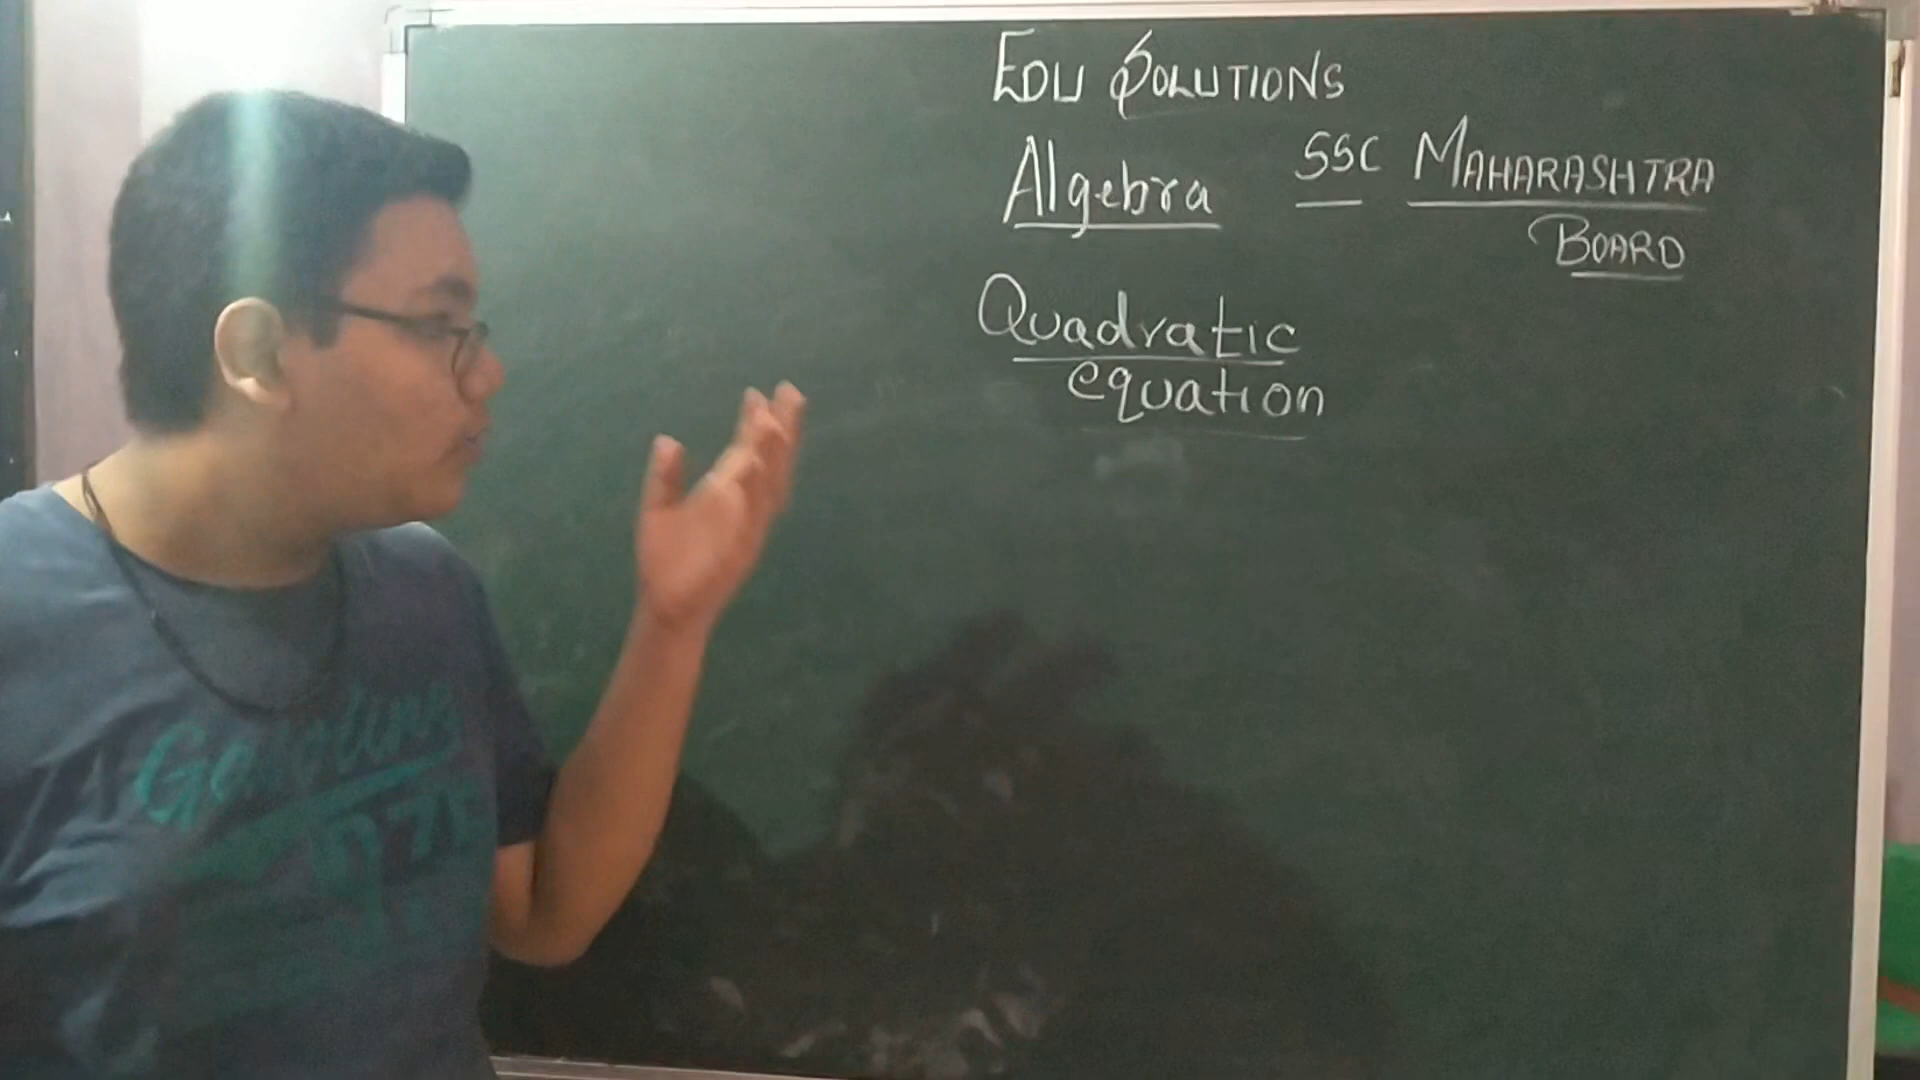 EDU SOLUTIONS
Algebra SSC MAHARASHTRA
BOARD
Quadratic
equation